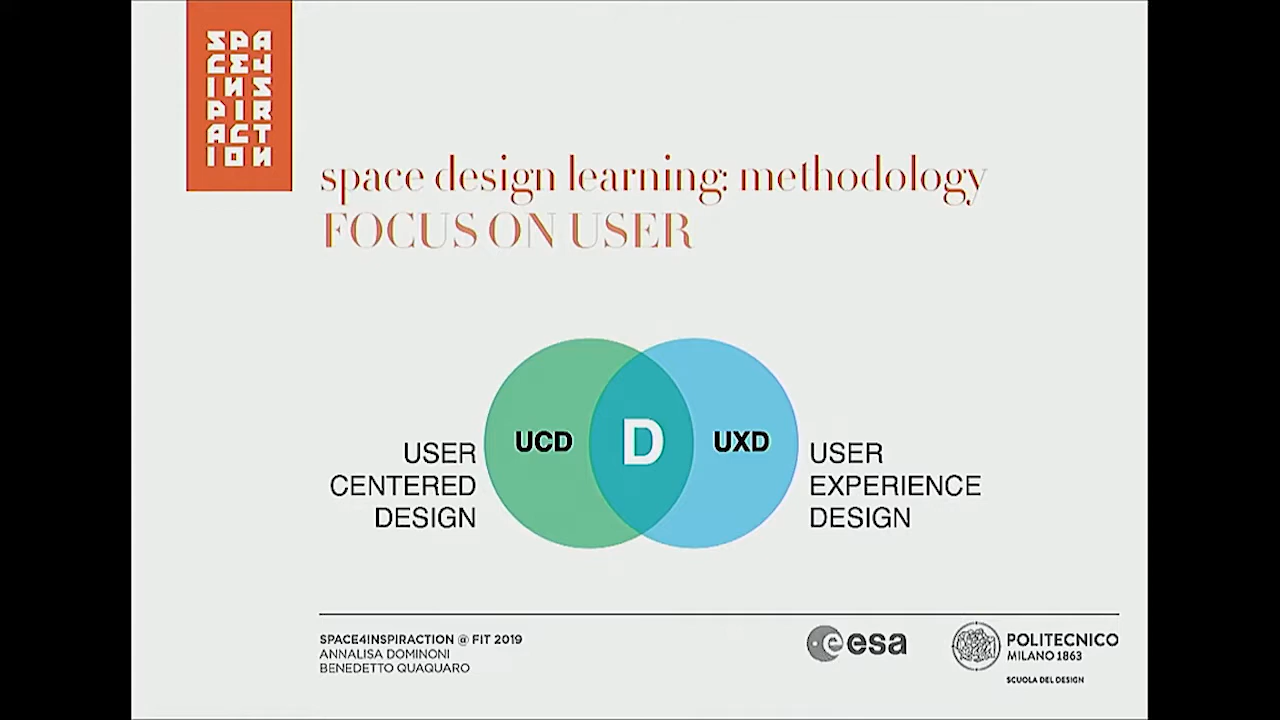 SPA
CE4
INS
PIR
ACT
ION
space design learning: methodology
FOCUS ON USER
UCD
D
UXD
USER
CENTERED
DESIGN
USER
EXPERIENCE
DESIGN
SPACE4INSPIRACTION @ FIT 2019
ANNALISA DOMINONI
BENEDETTO QUAQUARO
esa
POLITECNICO
MILANO 1863
SCUOLA DEL DESIGN